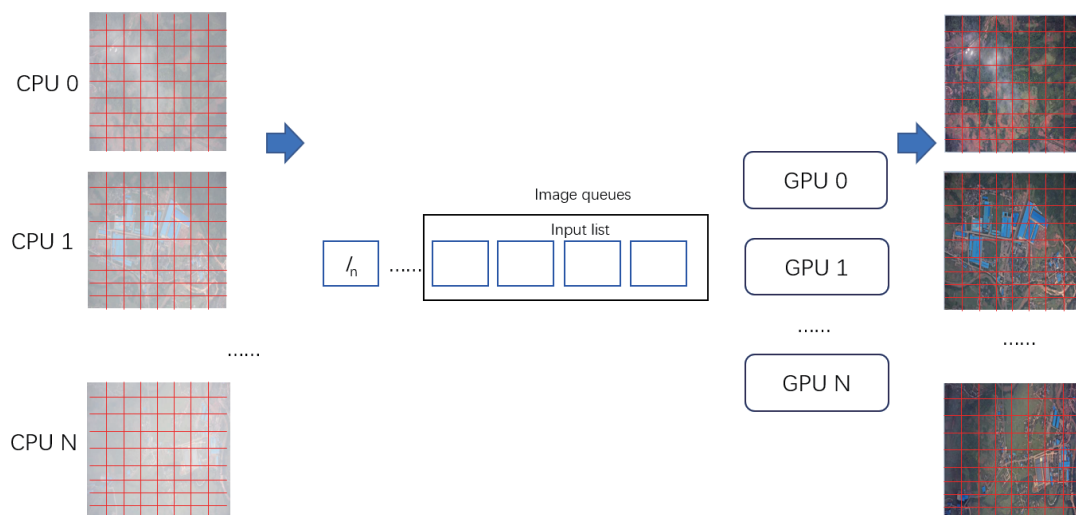 CPU 0
CPU 1
……
CPU N
Image queues
Input list
In
……
GPU 0
GPU 1
……
GPU N
……